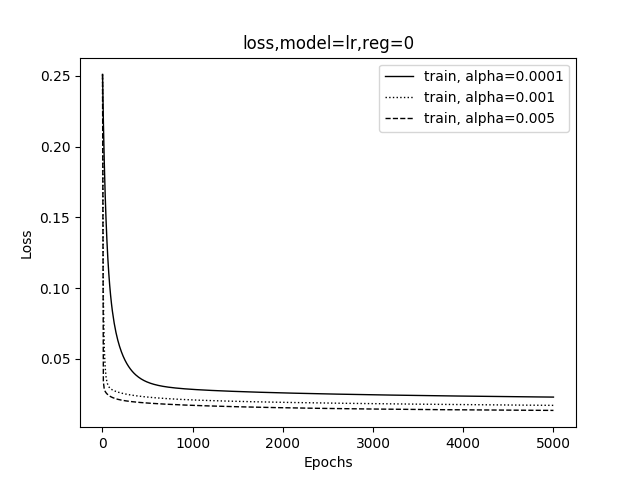 loss,model=lr,reg=0
train, alpha=0.0001
train, alpha=0.001
train, alpha=0.005
0.25
0.20
0.15
0.10
0.05
Loss
0 1000 2000 3000 4000 5000
Epochs